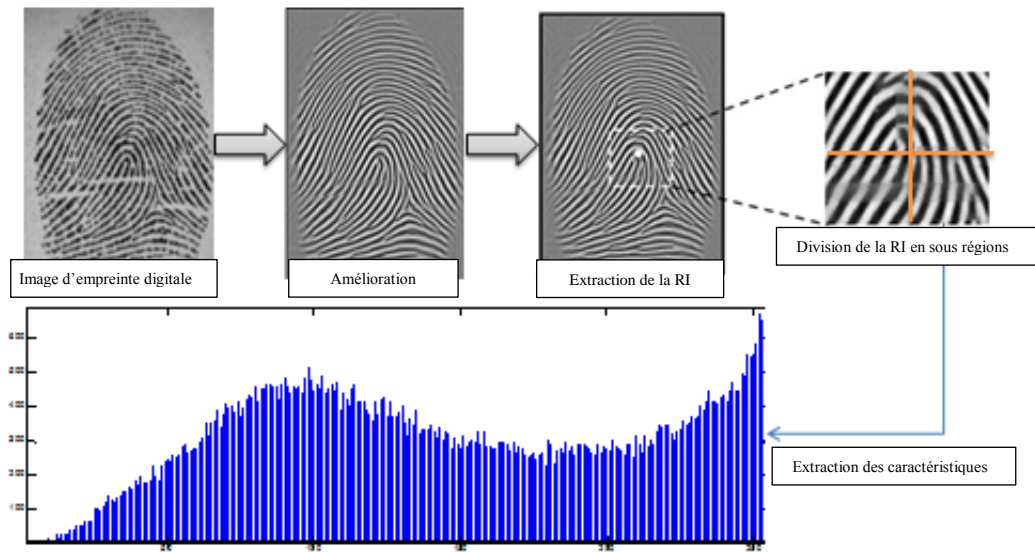 Image d'empreinte digitale
Amélioration
Extraction de la RI
Division de la RI en sous régions
Extraction des caractéristiques